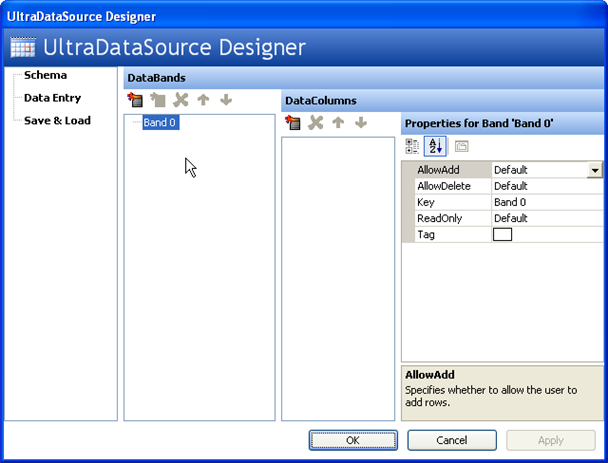 UltraDataSource Designer
UltraDataSource Designer
Schema
Data Entry
Save & Load
DataBands
Band 0
DataColumns
Properties for Band 'Band 0'
A
Z
AllowAdd Default
AllowDelete Default
Key Band 0
ReadOnly Default
Tag
AllowAdd
Specifies whether to allow the user to
add rows.
OK Cancel Apply